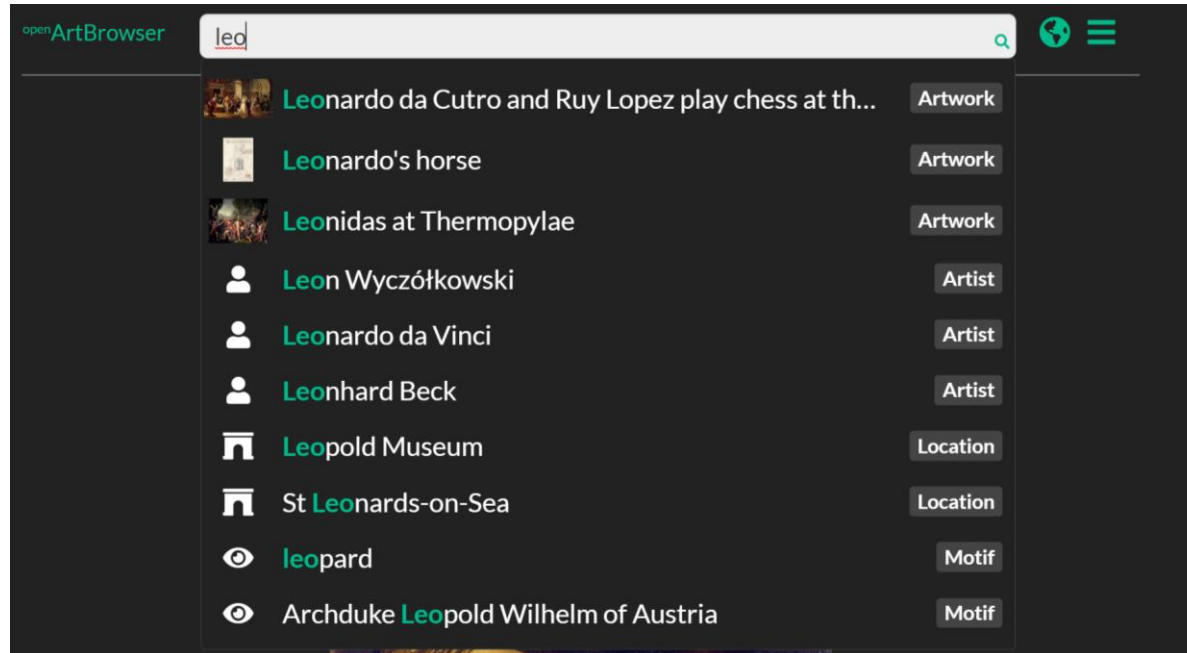 openArtBrowser
leo
Leonardo da Cutro and Ruy Lopez play chess at th... Artwork
Leonardo's horse Artwork
Leonidas at Thermopylae Artwork
Leon Wyczółkowski Artist
Leonardo da Vinci Artist
Leonhard Beck Artist
Leopold Museum Location
St Leonards-on-Sea Location
leopard Motif
Archduke Leopold Wilhelm of Austria Motif